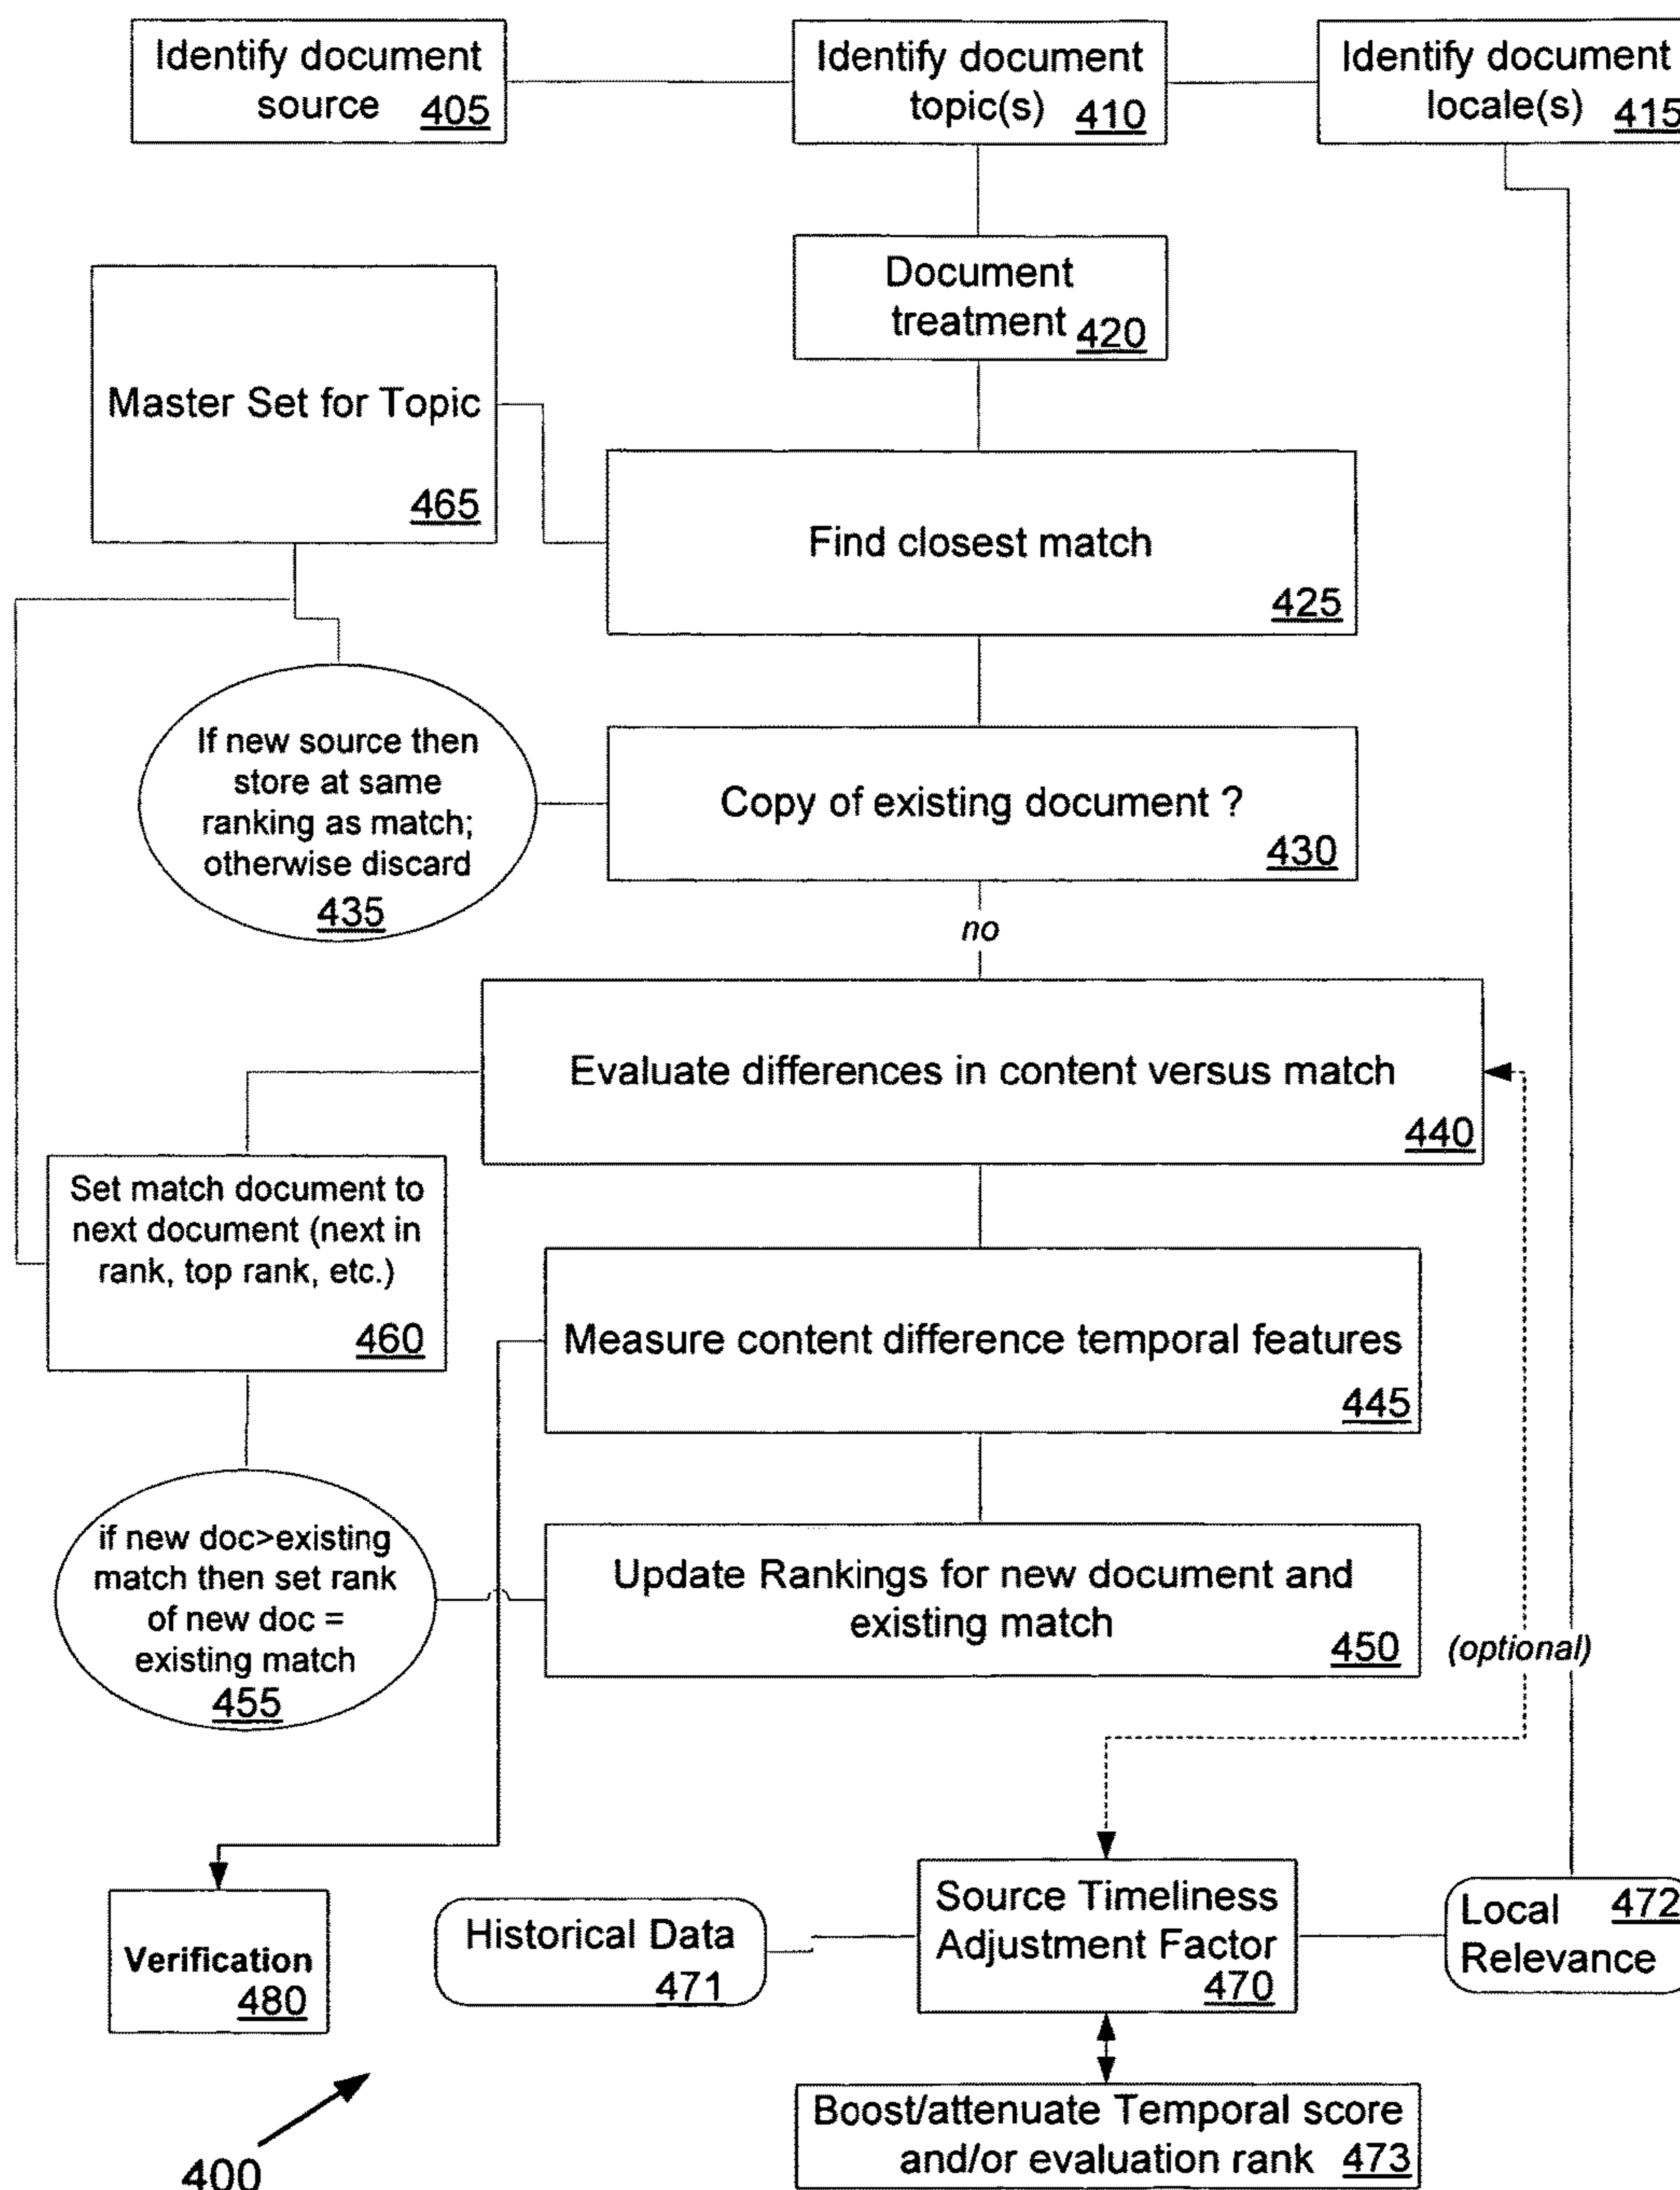 Identify document
source 405
Identify document
topic(s) 410
Identify document
locale(s) 415
Document
treatment 420
Master Set for Topic
465
Find closest match
425
If new source then
store at same
ranking as match;
otherwise discard
435
Copy of existing document ?
430
no
Evaluate differences in content versus match
440
Set match document to
next document (next in
rank, top rank, etc.)
460
Measure content difference temporal features
445
if new doc>existing
match then set rank
of new doc =
existing match
455
Update Rankings for new document and
existing match 450
(optional)
Verification
480
Historical Data
471
Source Timeliness
Adjustment Factor
470
Local 472
Relevance
Boost/attenuate Temporal score
and/or evaluation rank 473
400